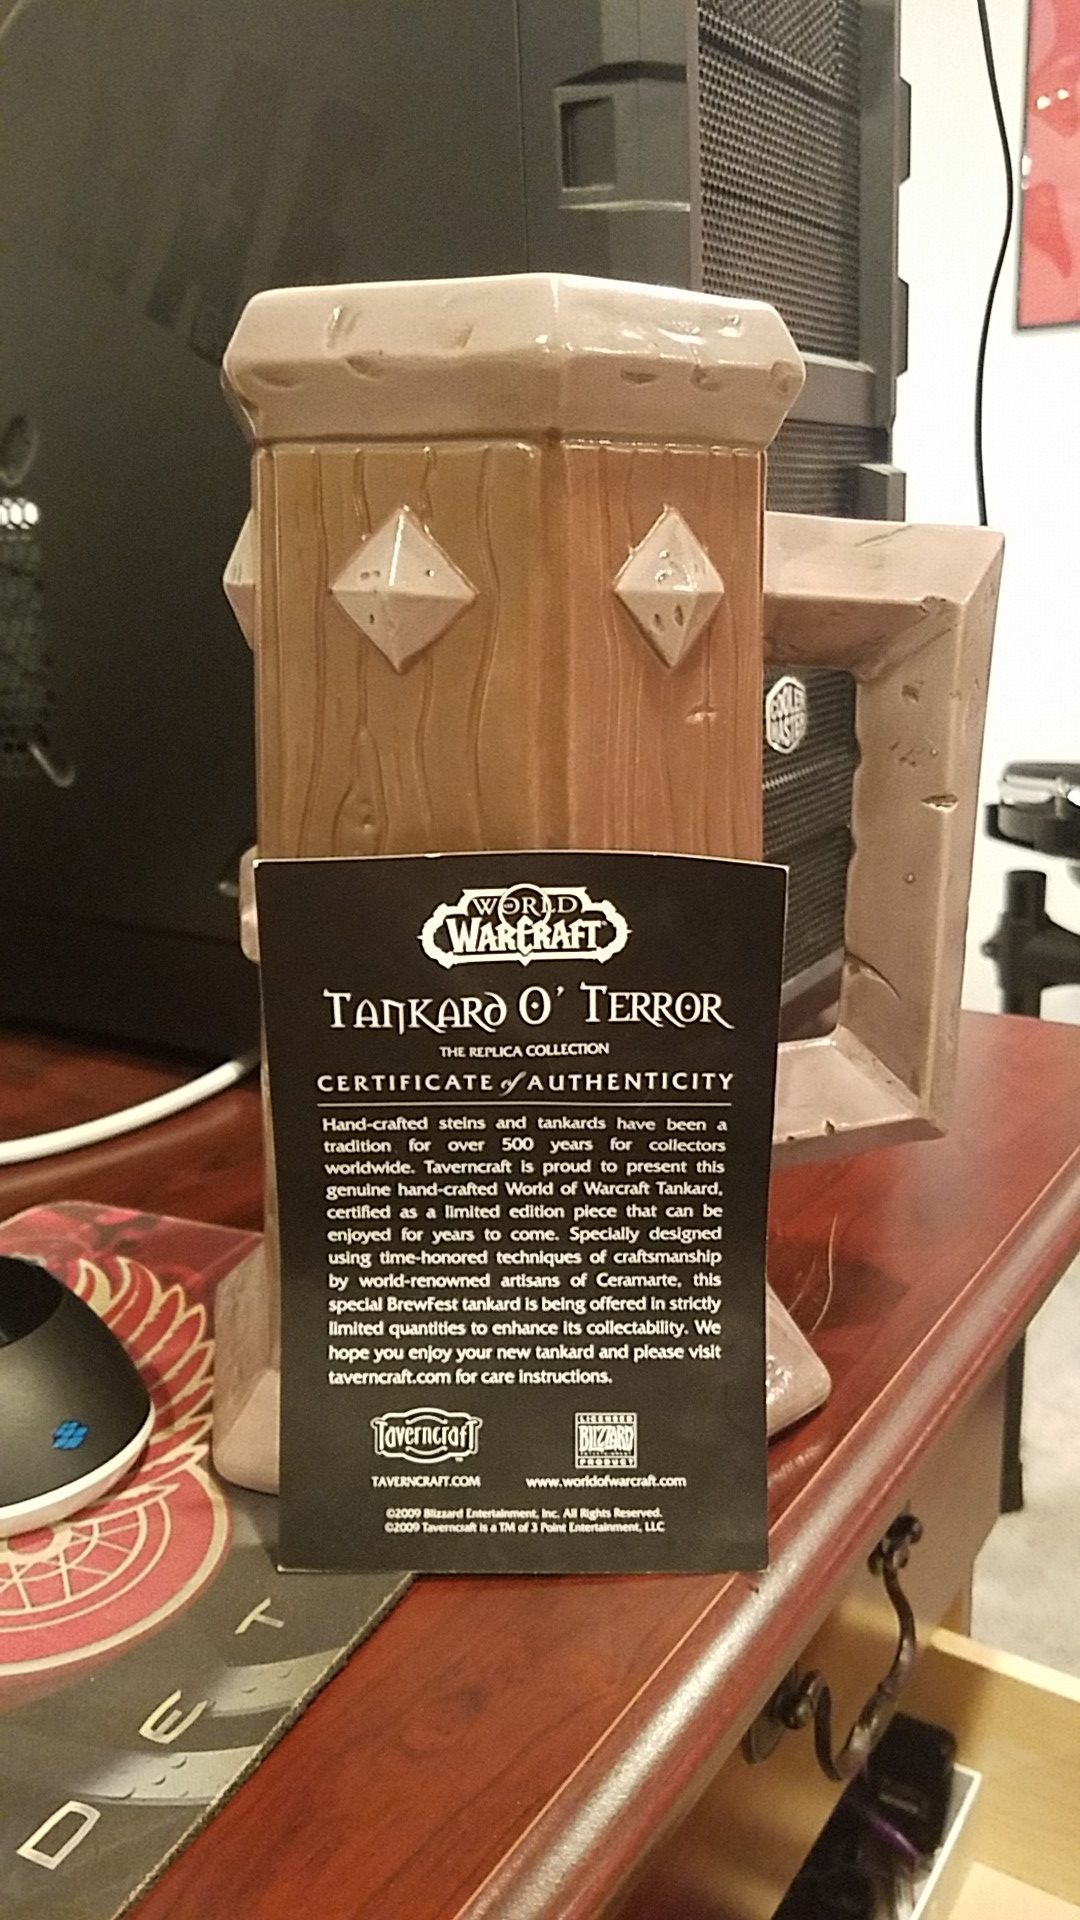 COOLER
MASTER
WORLD
OF
WARCRAFT
TANKARD O' TERROR
THE REPLICA COLLECTION
CERTIFICATE of AUTHENTICITY
Hand-crafted steins and tankards have been a
tradition for over 500 years for collectors
worldwide. Taverncraft is proud to present this
genuine hand-crafted World of Warcraft Tankard,
certified as a limited edition piece that can be
enjoyed for years to come. Specially designed
using time-honored techniques of craftsmanship
by world-renowned artisans of Ceramarte, this
special BrewFest tankard is being offered in strictly
limited quantities to enhance its collectability. We
hope you enjoy your new tankard and please visit
taverncraft.com for care instructions.
Taverncraft
TAVERNCRAFT.COM
LICENSED
BLIZZARD
PRODUCT
www.worldofwarcraft.com
©2009 Blizzard Entertainment, Inc. All Rights Reserved.
©2009 Taverncraft is a TM of 3 Point Entertainment, LLC
DET